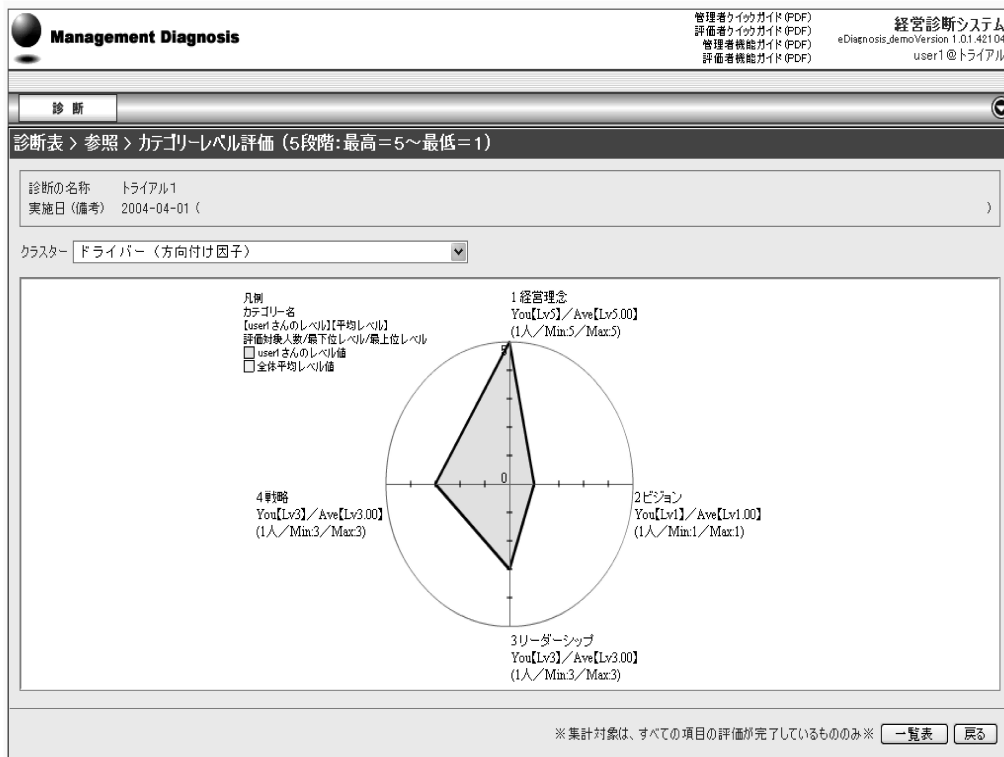 Management Diagnosis
管理者クイックガイド(PDF)
評価者クイックガイド(PDF)
管理者機能ガイド(PDF)
評価者機能ガイド(PDF)
経営診断システム
eDiagnosis_demoVersion 1.0.1.42104
user1@トライアル
診 断
診断表 > 参照 > カテゴリーレベル評価 (5段階:最高=5~最低=1)
診断の名称 トライアル1
実施日(備考) 2004-04-01 ( )
クラスター ドライバー(方向付け因子)
凡例
カテゴリー名
【user1さんのレベル】【平均レベル】
評価対象人数/最下位レベル/最上位レベル
user1さんのレベル値
全体平均レベル値
1 経営理念
You【Lv5】/Ave【Lv5.00】
(1人/Min:5/Max:5)
5
0
4 戦略
You【Lv3】/Ave【Lv3.00】
(1人/Min:3/Max:3)
2 ビジョン
You【Lv1】/Ave【Lv1.00】
(1人/Min:1/Max:1)
3 リーダーシップ
You【Lv3】/Ave【Lv3.00】
(1人/Min:3/Max:3)
※集計対象は、すべての項目の評価が完了しているもののみ※ 一覧表 戻る